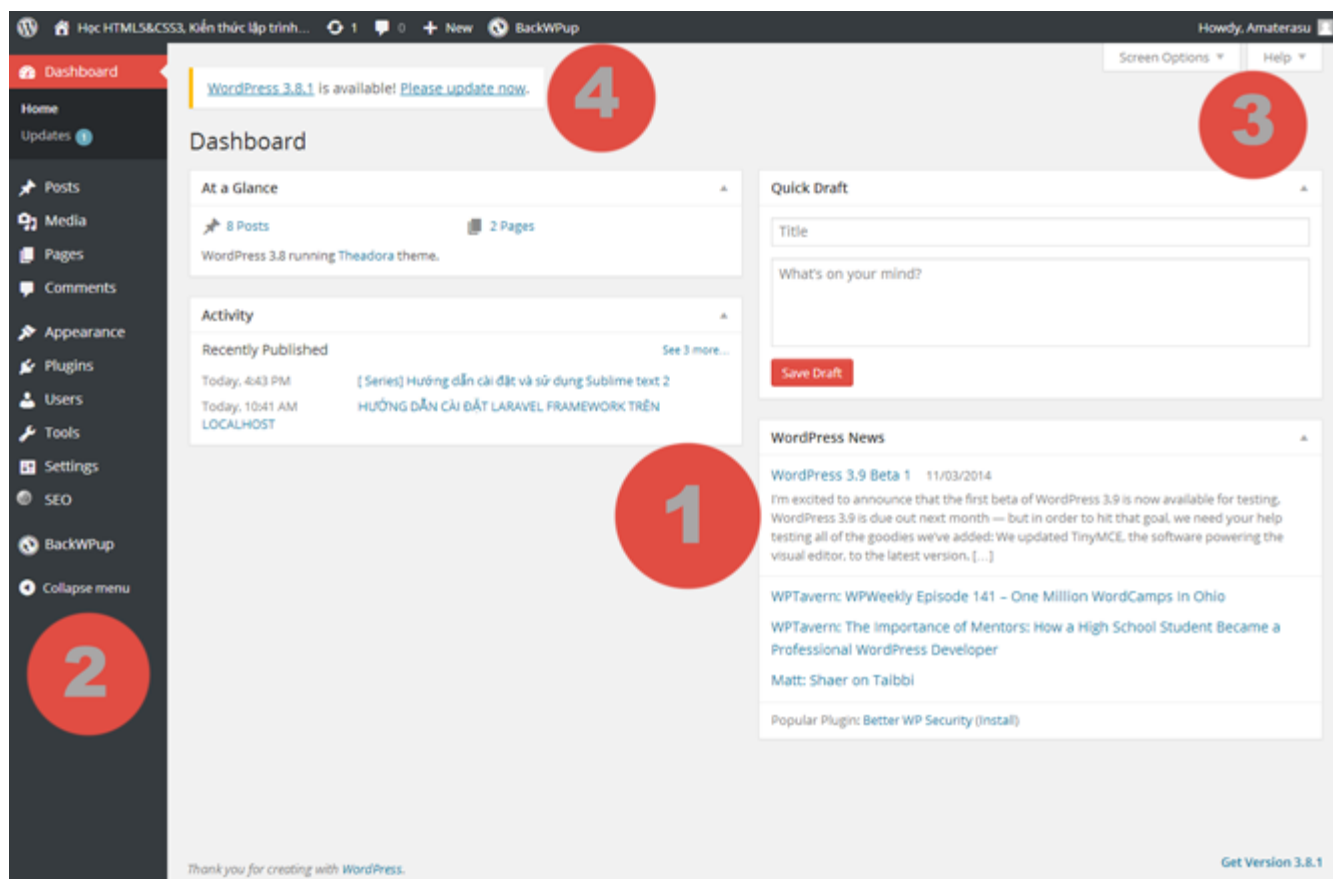 Học HTML5&CSS3, Kiến thức lập trình... 1 0 + New BackWPup Howdy, Amaterasu
Dashboard
Home
Updates 1
Posts
Media
Pages
Comments
Appearance
Plugins
Users
Tools
Settings
SEO
BackWPup
Collapse menu
2
Screen Options Help
WordPress 3.8.1 is available! Please update now.
4
3
Dashboard
At a Glance
8 Posts 2 Pages
WordPress 3.8 running Theadora theme.
Activity
Recently Published See 3 more...
Today, 4:43 PM [ Series] Hướng dẫn cài đặt và sử dụng Sublime text 2
Today, 10:41 AM HƯỚNG DẪN CÀI ĐẶT LARAVEL FRAMEWORK TRÊN
LOCALHOST
1
Quick Draft
Title
What's on your mind?
Save Draft
WordPress News
WordPress 3.9 Beta 1 11/03/2014
I'm excited to announce that the first beta of WordPress 3.9 is now available for testing.
WordPress 3.9 is due out next month — but in order to hit that goal, we need your help
testing all of the goodies we've added: We updated TinyMCE, the software powering the
visual editor, to the latest version. [...]
WPTavern: WPWeekly Episode 141 – One Million WordCamps in Ohio
WPTavern: The Importance of Mentors: How a High School Student Became a
Professional WordPress Developer
Matt: Shaer on Taibbi
Popular Plugin: Better WP Security (Install)
Thank you for creating with WordPress.
Get Version 3.8.1